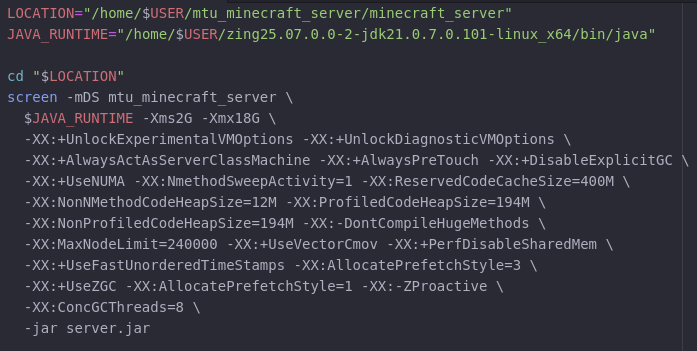 LOCATION="/home/$USER/mtu_minecraft_server/minecraft_server"
JAVA_RUNTIME="/home/$USER/zing25.07.0.0-2-jdk21.0.7.0.101-linux_x64/bin/java"
cd "$LOCATION"
screen -mDS mtu_minecraft_server \
$JAVA_RUNTIME -Xms2G -Xmx18G \
-XX:+UnlockExperimentalVMOptions -XX:+UnlockDiagnosticVMOptions \
-XX:+AlwaysActAsServerClassMachine -XX:+AlwaysPreTouch -XX:+DisableExplicitGC \
-XX:+UseNUMA -XX:NmethodSweepActivity=1 -XX:ReservedCodeCacheSize=400M \
-XX:NonNMethodCodeHeapSize=12M -XX:ProfiledCodeHeapSize=194M \
-XX:NonProfiledCodeHeapSize=194M -XX:-DontCompileHugeMethods \
-XX:MaxNodeLimit=240000 -XX:+UseVectorCmov -XX:+PerfDisableSharedMem \
-XX:+UseFastUnorderedTimeStamps -XX:AllocatePrefetchStyle=3 \
-XX:+UseZGC -XX:AllocatePrefetchStyle=1 -XX:-ZProactive \
-XX:ConcGCThreads=8 \
-jar server.jar